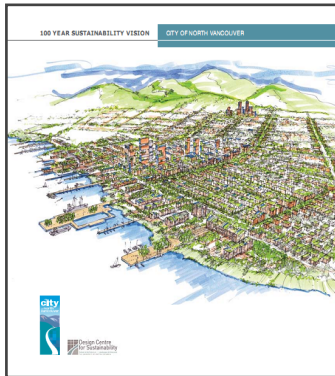 100 YEAR SUSTAINABILITY VISION
CITY OF NORTH VANCOUVER
city
Design Centre
for Sustainability